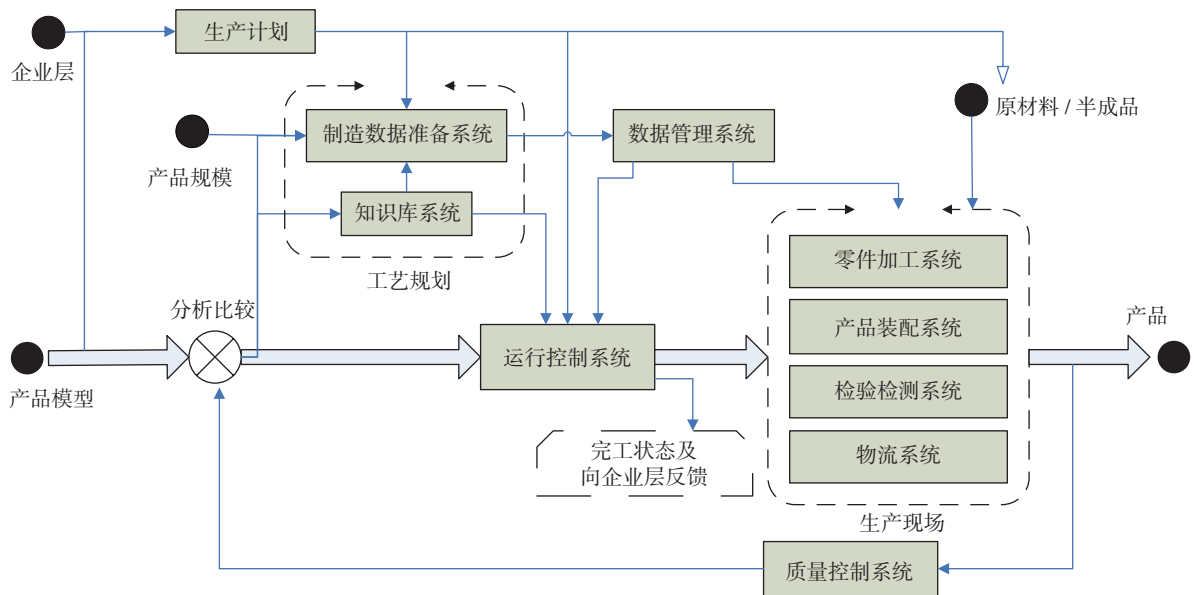 生产计划
企业层
原材料 / 半成品
制造数据准备系统
数据管理系统
产品规模
知识库系统
零件加工系统
工艺规划
分析比较
产品
产品装配系统
运行控制系统
产品模型
检验检测系统
完工状态及
向企业层反馈
物流系统
生产现场
质量控制系统